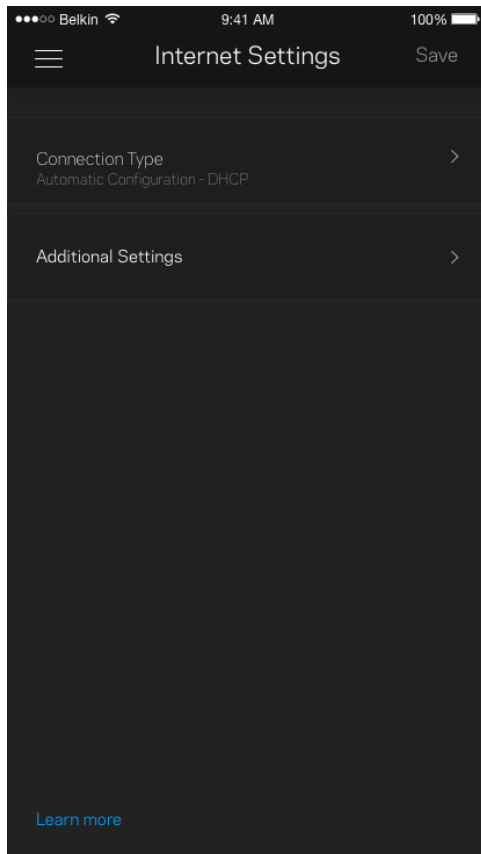 Belkin 9:41 AM 100%
Internet Settings Save
Connection Type
Automatic Configuration - DHCP
Additional Settings
Learn more